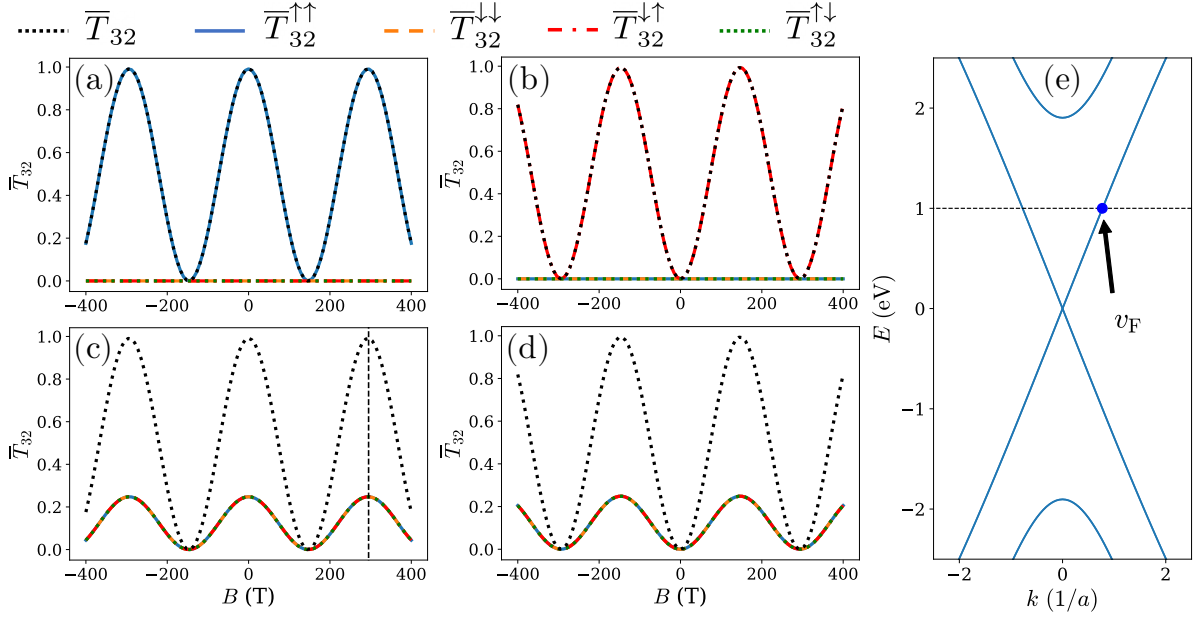 T̅₃₂ T̅₃₂↑↑ T̅₃₂↓↓ T̅₃₂↓↑ T̅₃₂↑↓
(a)
T̅₃₂
1.0
0.8
0.6
0.4
0.2
0.0
−400 −200 0 200 400
(b)
T̅₃₂
1.0
0.8
0.6
0.4
0.2
0.0
−400 −200 0 200 400
(c)
T̅₃₂
1.0
0.8
0.6
0.4
0.2
0.0
−400 −200 0 200 400
B (T)
(d)
T̅₃₂
1.0
0.8
0.6
0.4
0.2
0.0
−400 −200 0 200 400
B (T)
(e)
E (eV)
2
1
0
−1
−2
v_F
−2 0 2
k (1/a)